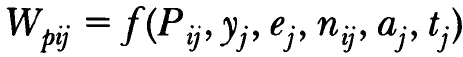 W_{pij} = f(P_{ij}, y_j, e_j, n_{ij}, a_j, t_j)